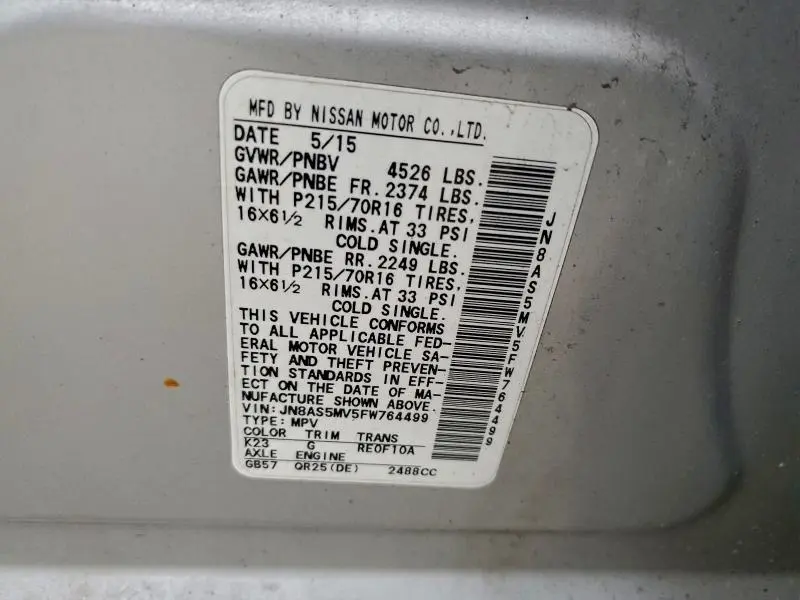 MFD BY NISSAN MOTOR CO.,LTD.
DATE 5/15
GVWR/PNBV 4526 LBS.
GAWR/PNBE FR. 2374 LBS.
WITH P215/70R16 TIRES,
16X6½ RIMS.AT 33 PSI
COLD SINGLE.
GAWR/PNBE RR. 2249 LBS.
WITH P215/70R16 TIRES,
16X6½ RIMS.AT 33 PSI
COLD SINGLE.
THIS VEHICLE CONFORMS
TO ALL APPLICABLE FED-
ERAL MOTOR VEHICLE SA-
FETY AND THEFT PREVEN-
TION STANDARDS IN EFF-
ECT ON THE DATE OF MA-
NUFACTURE SHOWN ABOVE.
VIN: JN8AS5MV5FW764499
TYPE: MPV
COLOR TRIM TRANS
K23 G RE0F10A
AXLE ENGINE
GB57 QR25(DE) 2488CC
JN8AS5MV5FW764499